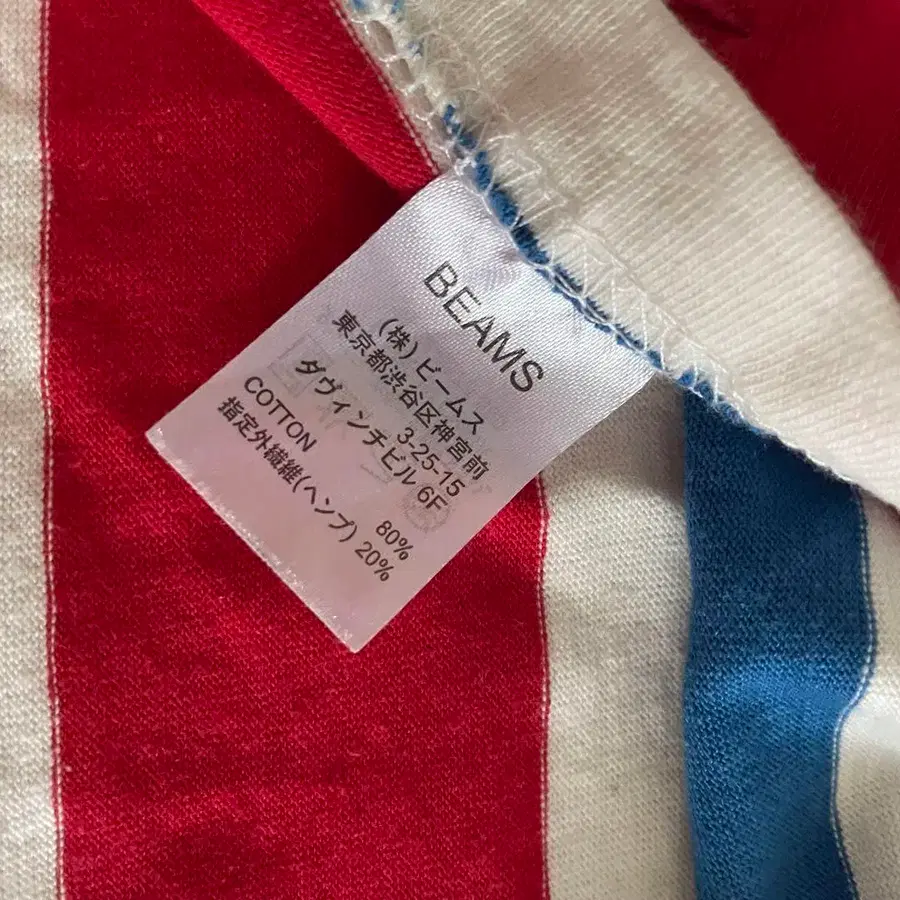 BEAMS
(株)ビームス
東京都渋谷区神宮前
3-25-15
ダヴィンチビル 6F
COTTON 80%
指定外繊維(ヘンプ) 20%